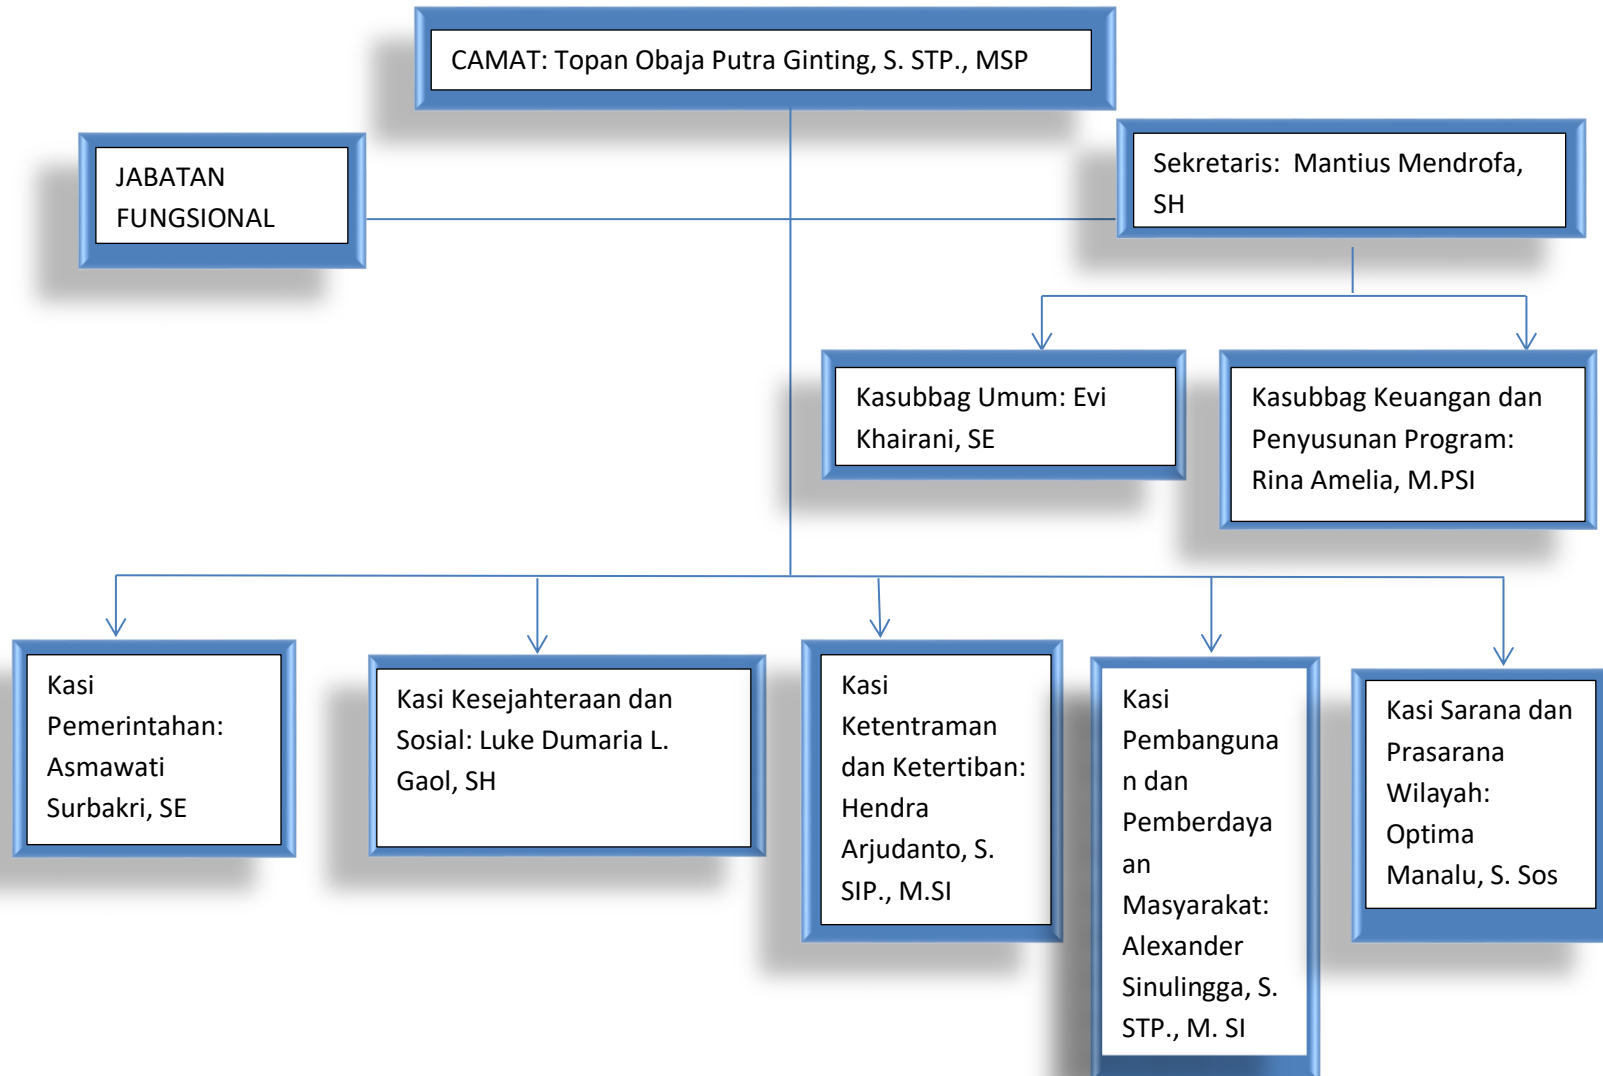 CAMAT: Topan Obaja Putra Ginting, S. STP., MSP
JABATAN
FUNGSIONAL
Sekretaris:  Mantius Mendrofa,
SH
Kasubbag Umum: Evi
Khairani, SE
Kasubbag Keuangan dan
Penyusunan Program:
Rina Amelia, M.PSI
Kasi
Pemerintahan:
Asmawati
Surbakri, SE
Kasi Kesejahteraan dan
Sosial: Luke Dumaria L.
Gaol, SH
Kasi
Ketentraman
dan Ketertiban:
Hendra
Arjudanto, S.
SIP., M.SI
Kasi
Pembanguna
n dan
Pemberdaya
an
Masyarakat:
Alexander
Sinulingga, S.
STP., M. SI
Kasi Sarana dan
Prasarana
Wilayah:
Optima
Manalu, S. Sos